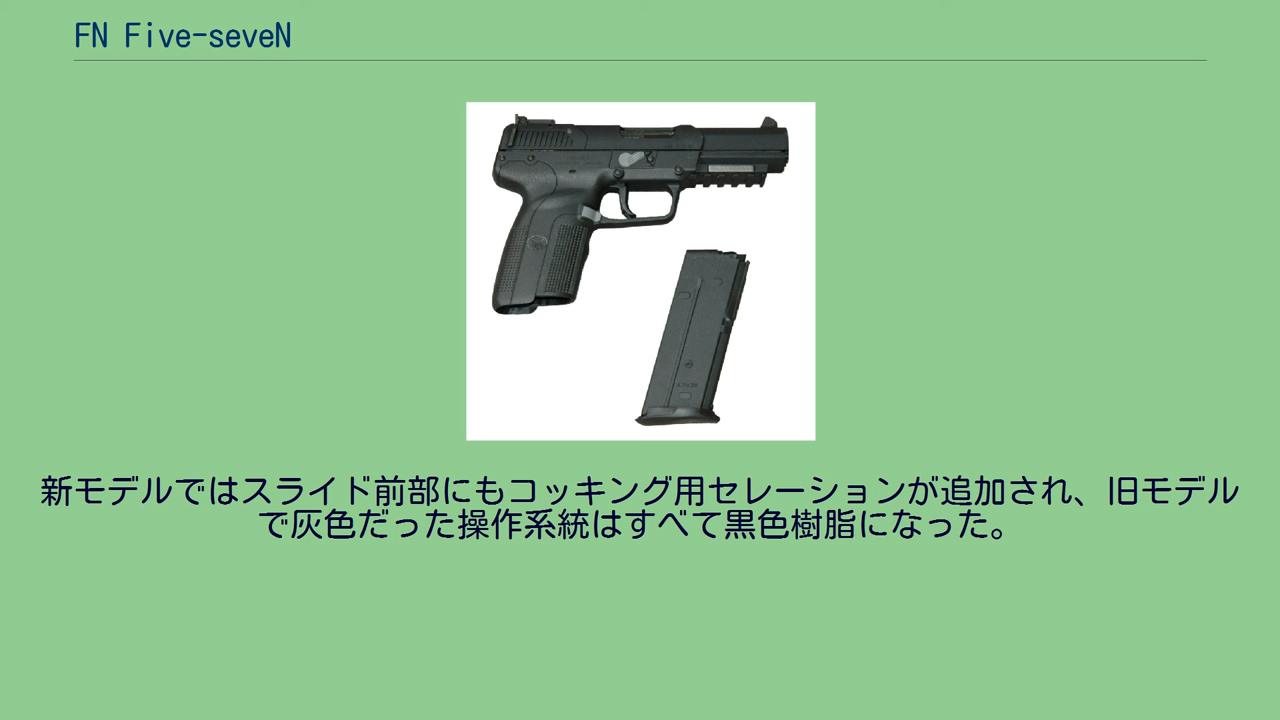 FN Five-seveN
新モデルではスライド前部にもコッキング用セレーションが追加され、旧モデル
で灰色だった操作系統はすべて黒色樹脂になった。